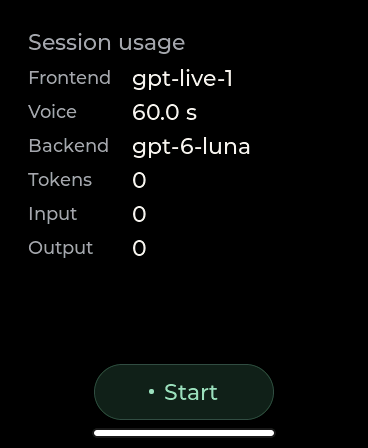 Session usage
Frontend gpt-live-1
Voice 60.0 s
Backend gpt-6-luna
Tokens 0
Input 0
Output 0
• Start